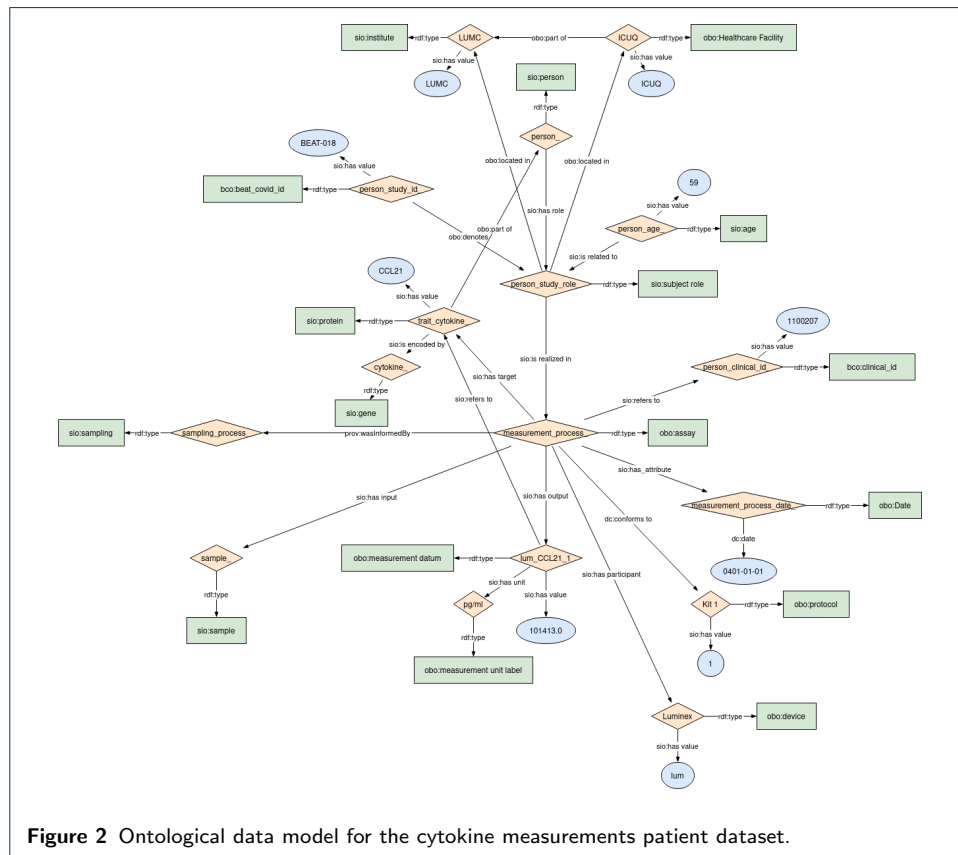 sio:institute
rdf:type
LUMC
obo:part of
ICUQ
rdf:type
obo:Healthcare Facility
sio:has value
sio:has value
LUMC
sio:person
ICUQ
rdf:type
BEAT-018
person_
sio:has value
obo:located in
obo:located in
59
bco:beat_covid_id
rdf:type
person_study_id
sio:has value
sio:has role
obo:part of
person_age_
rdf:type
sio:age
obo:denotes
sio:is related to
CCL21
person_study_role
rdf:type
sio:subject role
sio:has value
sio:protein
rdf:type
trait_cytokine
1100207
sio:is encoded by
sio:is realized in
sio:has value
cytokine_
person_clinical_id_
rdf:type
bco:clinical_id
sio:has target
rdf:type
sio:refers to
sio:refers to
sio:gene
sio:sampling
rdf:type
sampling_process
prov:wasInformedBy
measurement_process_
rdf:type
obo:assay
sio:has_attribute
sio:has input
sio:has output
measurement_process_date_
rdf:type
obo:Date
dc:conforms to
dc:date
sample_
obo:measurement datum
rdf:type
lum_CCL21_1
0401-01-01
sio:has participant
sio:has unit
rdf:type
pg/ml
sio:has value
Kit 1
rdf:type
obo:protocol
sio:sample
101413.0
rdf:type
sio:has value
obo:measurement unit label
1
Luminex
rdf:type
obo:device
sio:has value
lum
Figure 2 Ontological data model for the cytokine measurements patient dataset.